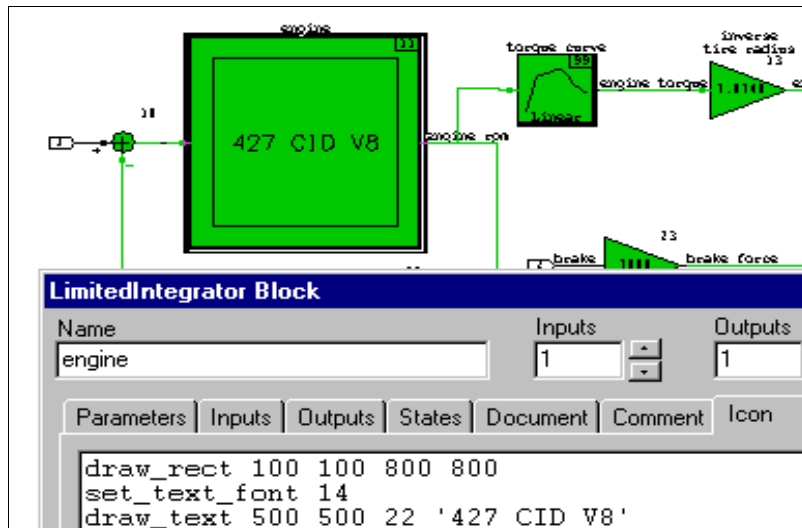 engine
33
427 CID V8
torque curve
99
Linear
engine torque
inverse
tire radius
13
engine rpm
brake
23
brake force
LimitedIntegrator Block
Name
Inputs
Outputs
engine
1
1
Parameters
Inputs
Outputs
States
Document
Comment
Icon
draw_rect 100 100 800 800
set_text_font 14
draw_text 500 500 22 '427 CID V8'